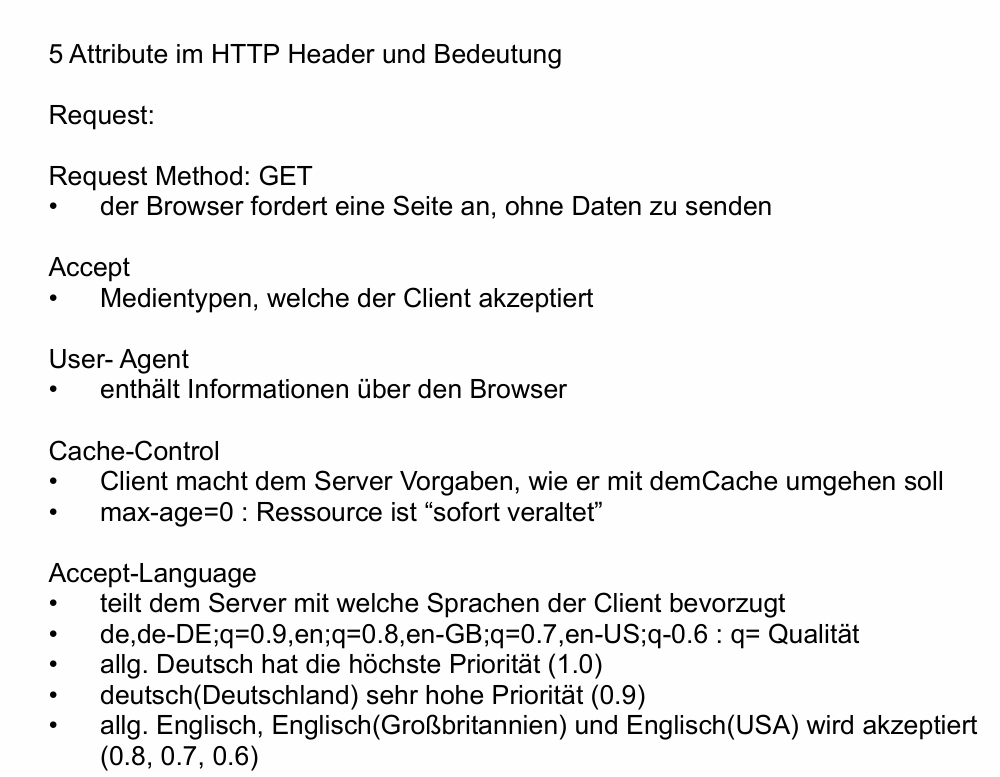 5 Attribute im HTTP Header und Bedeutung
Request:
Request Method: GET
• der Browser fordert eine Seite an, ohne Daten zu senden
Accept
• Medientypen, welche der Client akzeptiert
User- Agent
• enthält Informationen über den Browser
Cache-Control
• Client macht dem Server Vorgaben, wie er mit demCache umgehen soll
• max-age=0 : Ressource ist “sofort veraltet”
Accept-Language
• teilt dem Server mit welche Sprachen der Client bevorzugt
• de,de-DE;q=0.9,en;q=0.8,en-GB;q=0.7,en-US;q-0.6 : q= Qualität
• allg. Deutsch hat die höchste Priorität (1.0)
• deutsch(Deutschland) sehr hohe Priorität (0.9)
• allg. Englisch, Englisch(Großbritannien) und Englisch(USA) wird akzeptiert
(0.8, 0.7, 0.6)